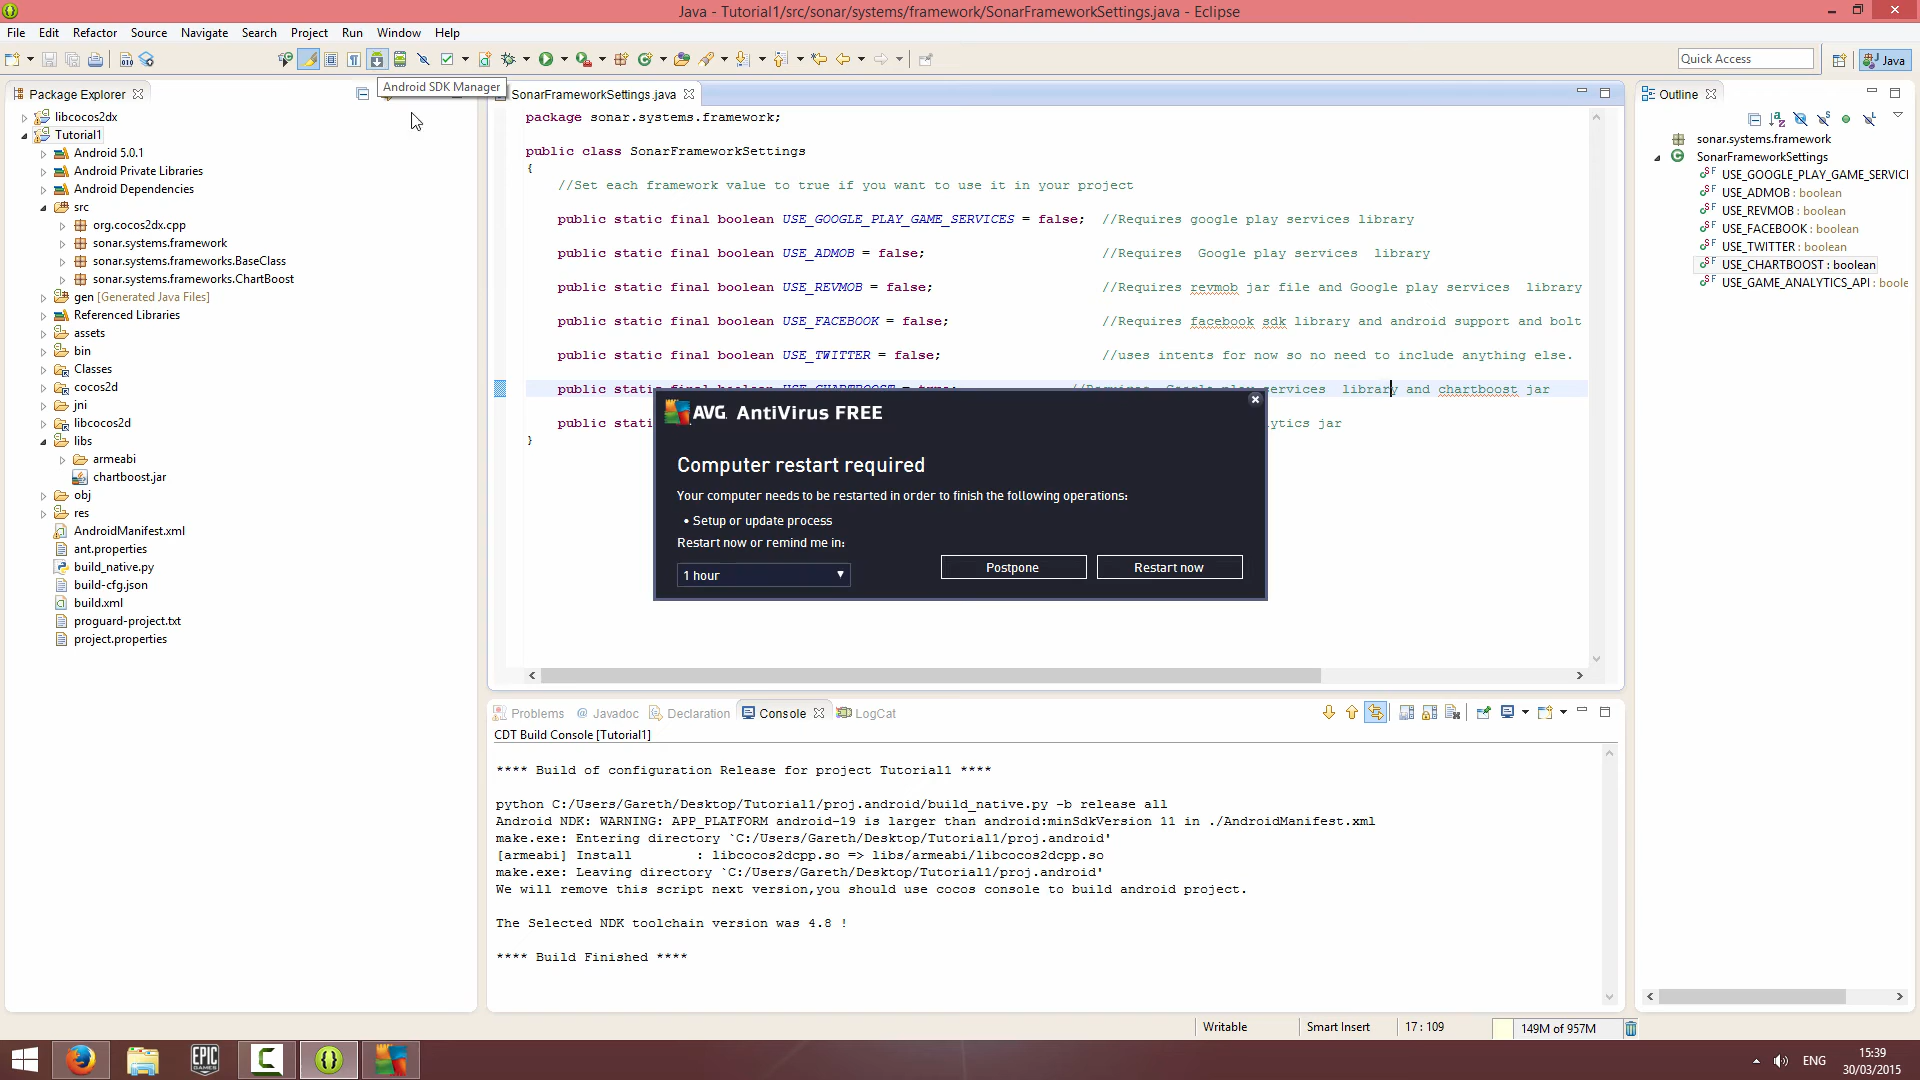 Java - Tutorial1/src/sonar/systems/framework/SonarFrameworkSettings.java - Eclipse
File Edit Refactor Source Navigate Search Project Run Window Help
Quick Access
Java
Android SDK Manager
Package Explorer
libcocos2dx
Tutorial1
Android 5.0.1
Android Private Libraries
Android Dependencies
src
org.cocos2dx.cpp
sonar.systems.framework
sonar.systems.frameworks.BaseClass
sonar.systems.frameworks.ChartBoost
gen [Generated Java Files]
Referenced Libraries
assets
bin
Classes
cocos2d
jni
libcocos2d
libs
armeabi
chartboost.jar
obj
res
AndroidManifest.xml
ant.properties
build_native.py
build-cfg.json
build.xml
proguard-project.txt
project.properties
SonarFrameworkSettings.java
package sonar.systems.framework;
public class SonarFrameworkSettings
{
//Set each framework value to true if you want to use it in your project
public static final boolean USE_GOOGLE_PLAY_GAME_SERVICES = false; //Requires google play services library
public static final boolean USE_ADMOB = false; //Requires  Google play services  library
public static final boolean USE_REVMOB = false; //Requires revmob jar file and Google play services  library
public static final boolean USE_FACEBOOK = false; //Requires facebook sdk library and android support and bolt
public static final boolean USE_TWITTER = false; //uses intents for now so no need to include anything else.
public static final boolean USE_CHARTBOOST = true; //Requires  Google play services  library and chartboost jar
public stati ytics jar
}
AVG AntiVirus FREE
Computer restart required
Your computer needs to be restarted in order to finish the following operations:
• Setup or update process
Restart now or remind me in:
1 hour
Postpone
Restart now
Outline
sonar.systems.framework
SonarFrameworkSettings
USE_GOOGLE_PLAY_GAME_SERVIC
USE_ADMOB : boolean
USE_REVMOB : boolean
USE_FACEBOOK : boolean
USE_TWITTER : boolean
USE_CHARTBOOST : boolean
USE_GAME_ANALYTICS_API : boole
Problems @ Javadoc Declaration Console LogCat
CDT Build Console [Tutorial1]
**** Build of configuration Release for project Tutorial1 ****
python C:/Users/Gareth/Desktop/Tutorial1/proj.android/build_native.py -b release all
Android NDK: WARNING: APP_PLATFORM android-19 is larger than android:minSdkVersion 11 in ./AndroidManifest.xml
make.exe: Entering directory `C:/Users/Gareth/Desktop/Tutorial1/proj.android'
[armeabi] Install        : libcocos2dcpp.so => libs/armeabi/libcocos2dcpp.so
make.exe: Leaving directory `C:/Users/Gareth/Desktop/Tutorial1/proj.android'
We will remove this script next version,you should use cocos console to build android project.
The Selected NDK toolchain version was 4.8 !
**** Build Finished ****
Writable
Smart Insert
17 : 109
149M of 957M
EPIC GAMES
ENG
15:39
30/03/2015